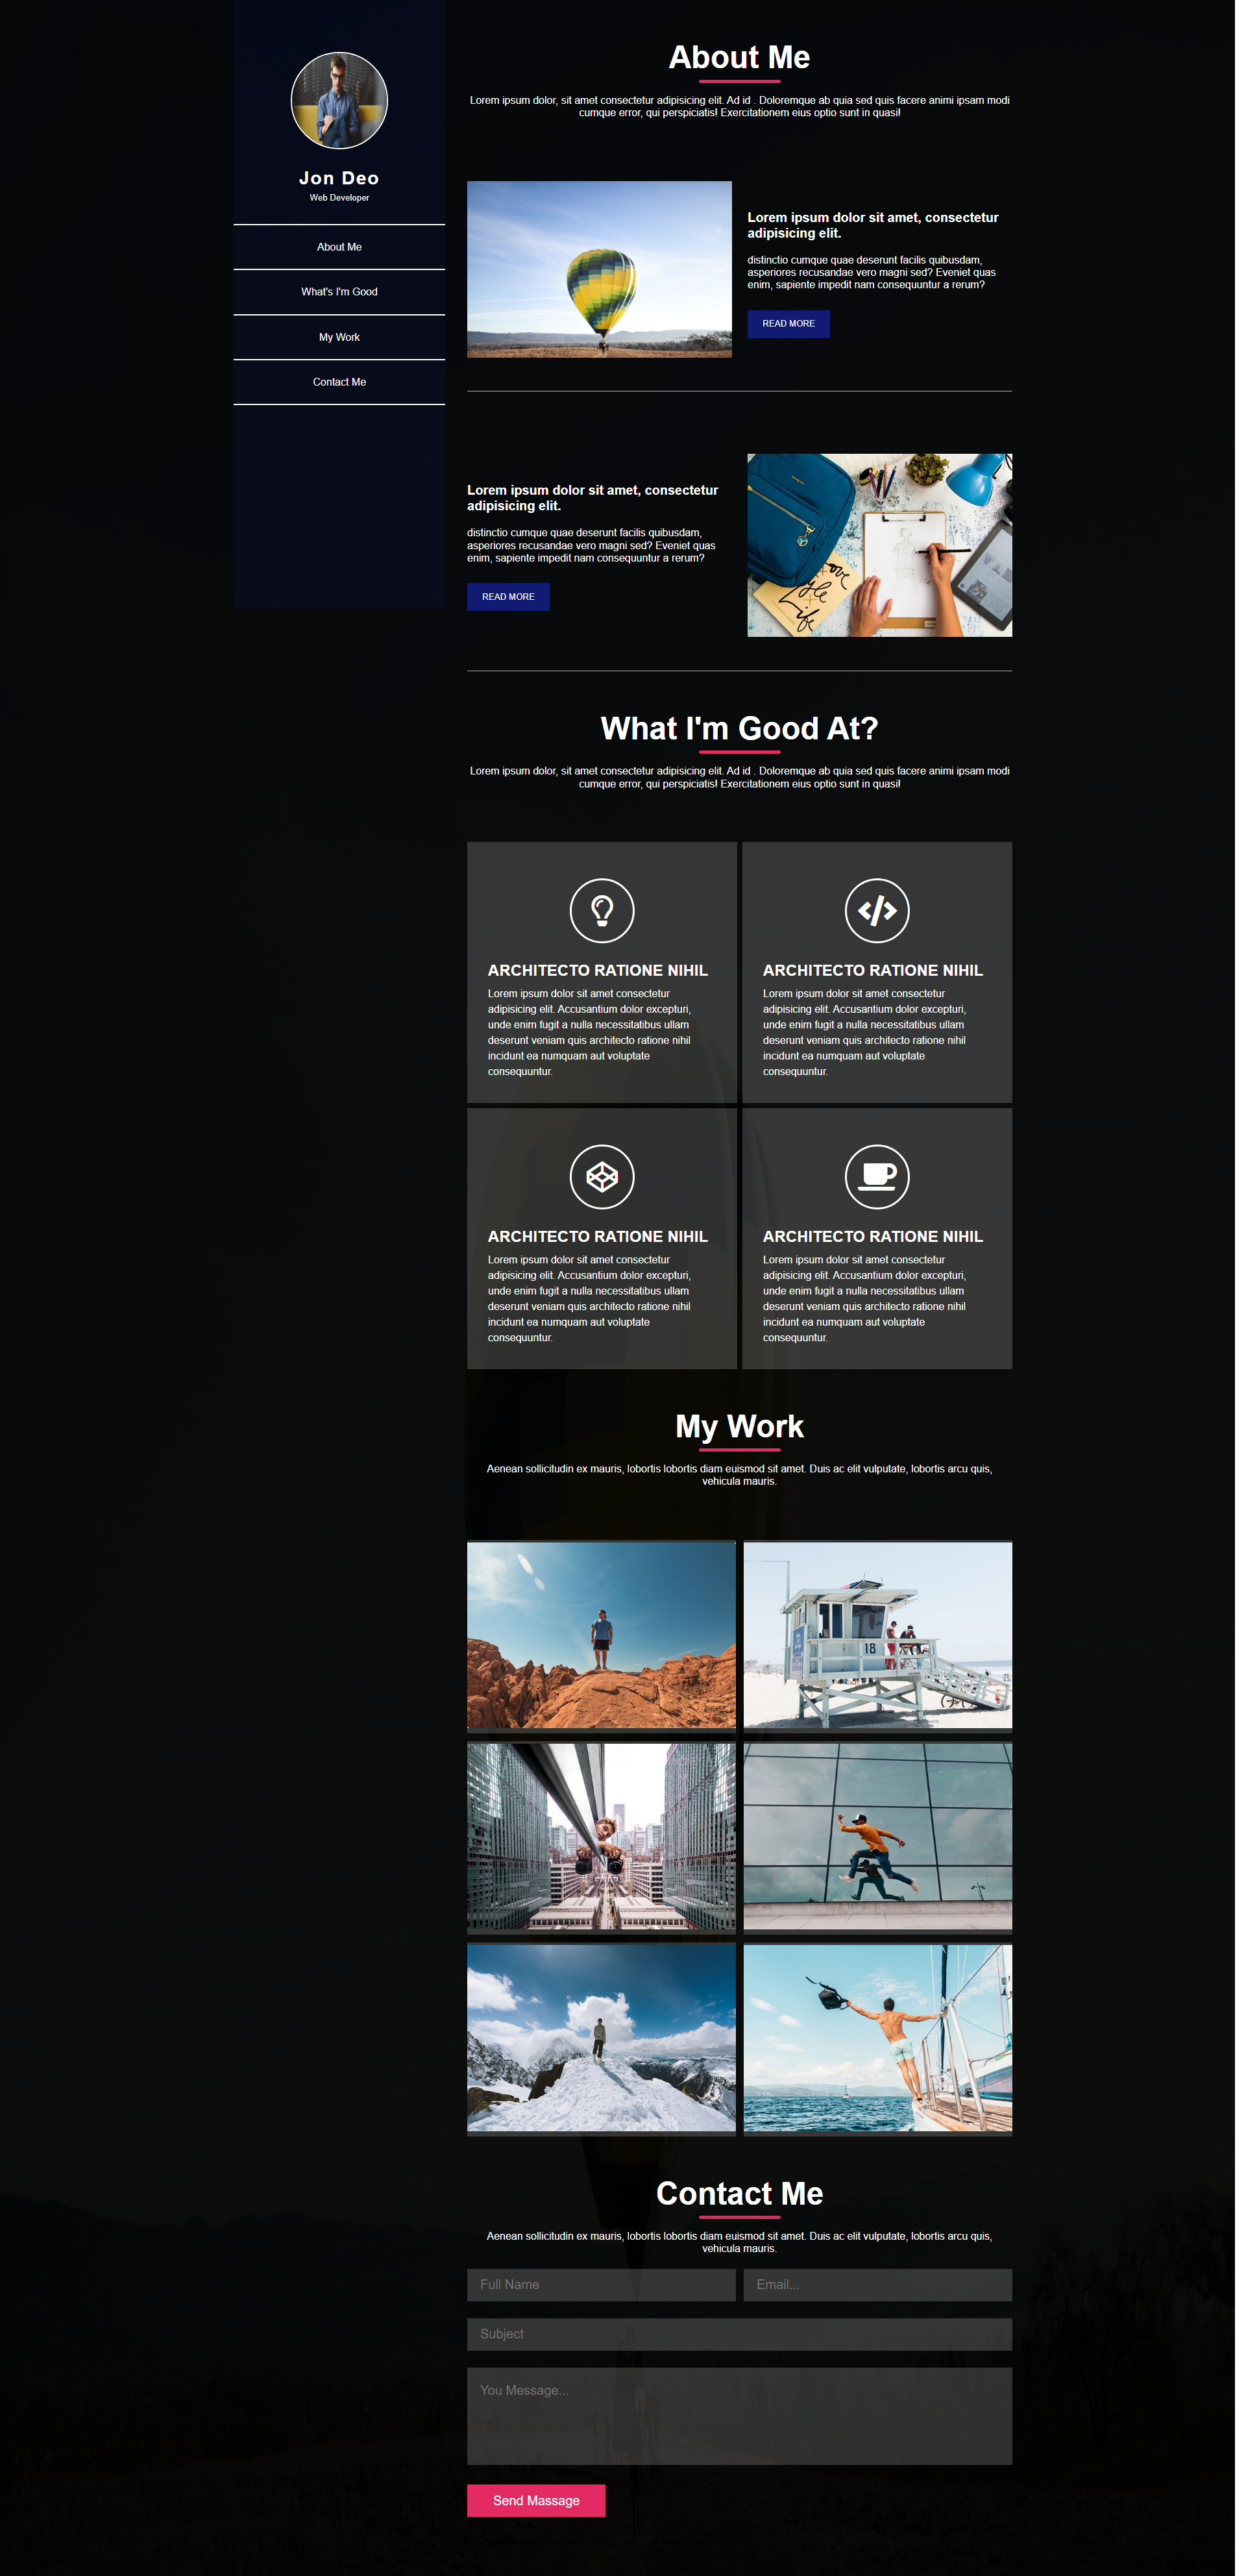 Jon Deo
Web Developer
About Me
What's I'm Good
My Work
Contact Me
About Me
Lorem ipsum dolor, sit amet consectetur adipisicing elit. Ad id . Doloremque ab quia sed quis facere animi ipsam modi
cumque error, qui perspiciatis! Exercitationem eius optio sunt in quasi!
Lorem ipsum dolor sit amet, consectetur
adipisicing elit.
distinctio cumque quae deserunt facilis quibusdam,
asperiores recusandae vero magni sed? Eveniet quas
enim, sapiente impedit nam consequuntur a rerum?
READ MORE
Lorem ipsum dolor sit amet, consectetur
adipisicing elit.
distinctio cumque quae deserunt facilis quibusdam,
asperiores recusandae vero magni sed? Eveniet quas
enim, sapiente impedit nam consequuntur a rerum?
READ MORE
What I'm Good At?
Lorem ipsum dolor, sit amet consectetur adipisicing elit. Ad id . Doloremque ab quia sed quis facere animi ipsam modi
cumque error, qui perspiciatis! Exercitationem eius optio sunt in quasi!
ARCHITECTO RATIONE NIHIL
Lorem ipsum dolor sit amet consectetur
adipisicing elit. Accusantium dolor excepturi,
unde enim fugit a nulla necessitatibus ullam
deserunt veniam quis architecto ratione nihil
incidunt ea numquam aut voluptate
consequuntur.
ARCHITECTO RATIONE NIHIL
Lorem ipsum dolor sit amet consectetur
adipisicing elit. Accusantium dolor excepturi,
unde enim fugit a nulla necessitatibus ullam
deserunt veniam quis architecto ratione nihil
incidunt ea numquam aut voluptate
consequuntur.
ARCHITECTO RATIONE NIHIL
Lorem ipsum dolor sit amet consectetur
adipisicing elit. Accusantium dolor excepturi,
unde enim fugit a nulla necessitatibus ullam
deserunt veniam quis architecto ratione nihil
incidunt ea numquam aut voluptate
consequuntur.
ARCHITECTO RATIONE NIHIL
Lorem ipsum dolor sit amet consectetur
adipisicing elit. Accusantium dolor excepturi,
unde enim fugit a nulla necessitatibus ullam
deserunt veniam quis architecto ratione nihil
incidunt ea numquam aut voluptate
consequuntur.
My Work
Aenean sollicitudin ex mauris, lobortis lobortis diam euismod sit amet. Duis ac elit vulputate, lobortis arcu quis,
vehicula mauris.
18
Contact Me
Aenean sollicitudin ex mauris, lobortis lobortis diam euismod sit amet. Duis ac elit vulputate, lobortis arcu quis,
vehicula mauris.
Full Name
Email...
Subject
You Message...
Send Massage